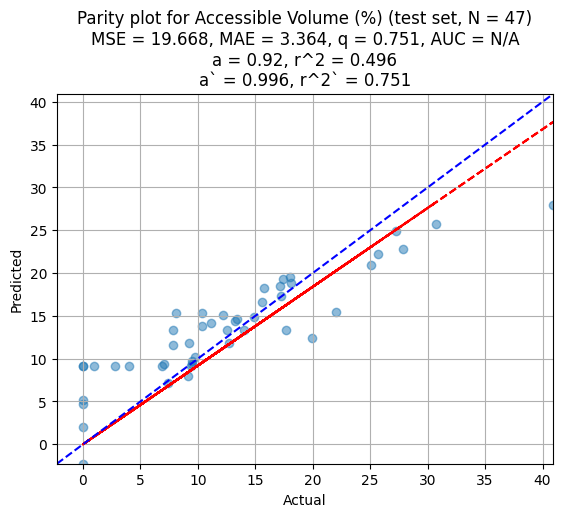 Parity plot for Accessible Volume (%) (test set, N = 47)
MSE = 19.668, MAE = 3.364, q = 0.751, AUC = N/A
a = 0.92, r^2 = 0.496
a` = 0.996, r^2` = 0.751
40
35
30
25
20
15
10
5
0
Predicted
0 5 10 15 20 25 30 35 40
Actual